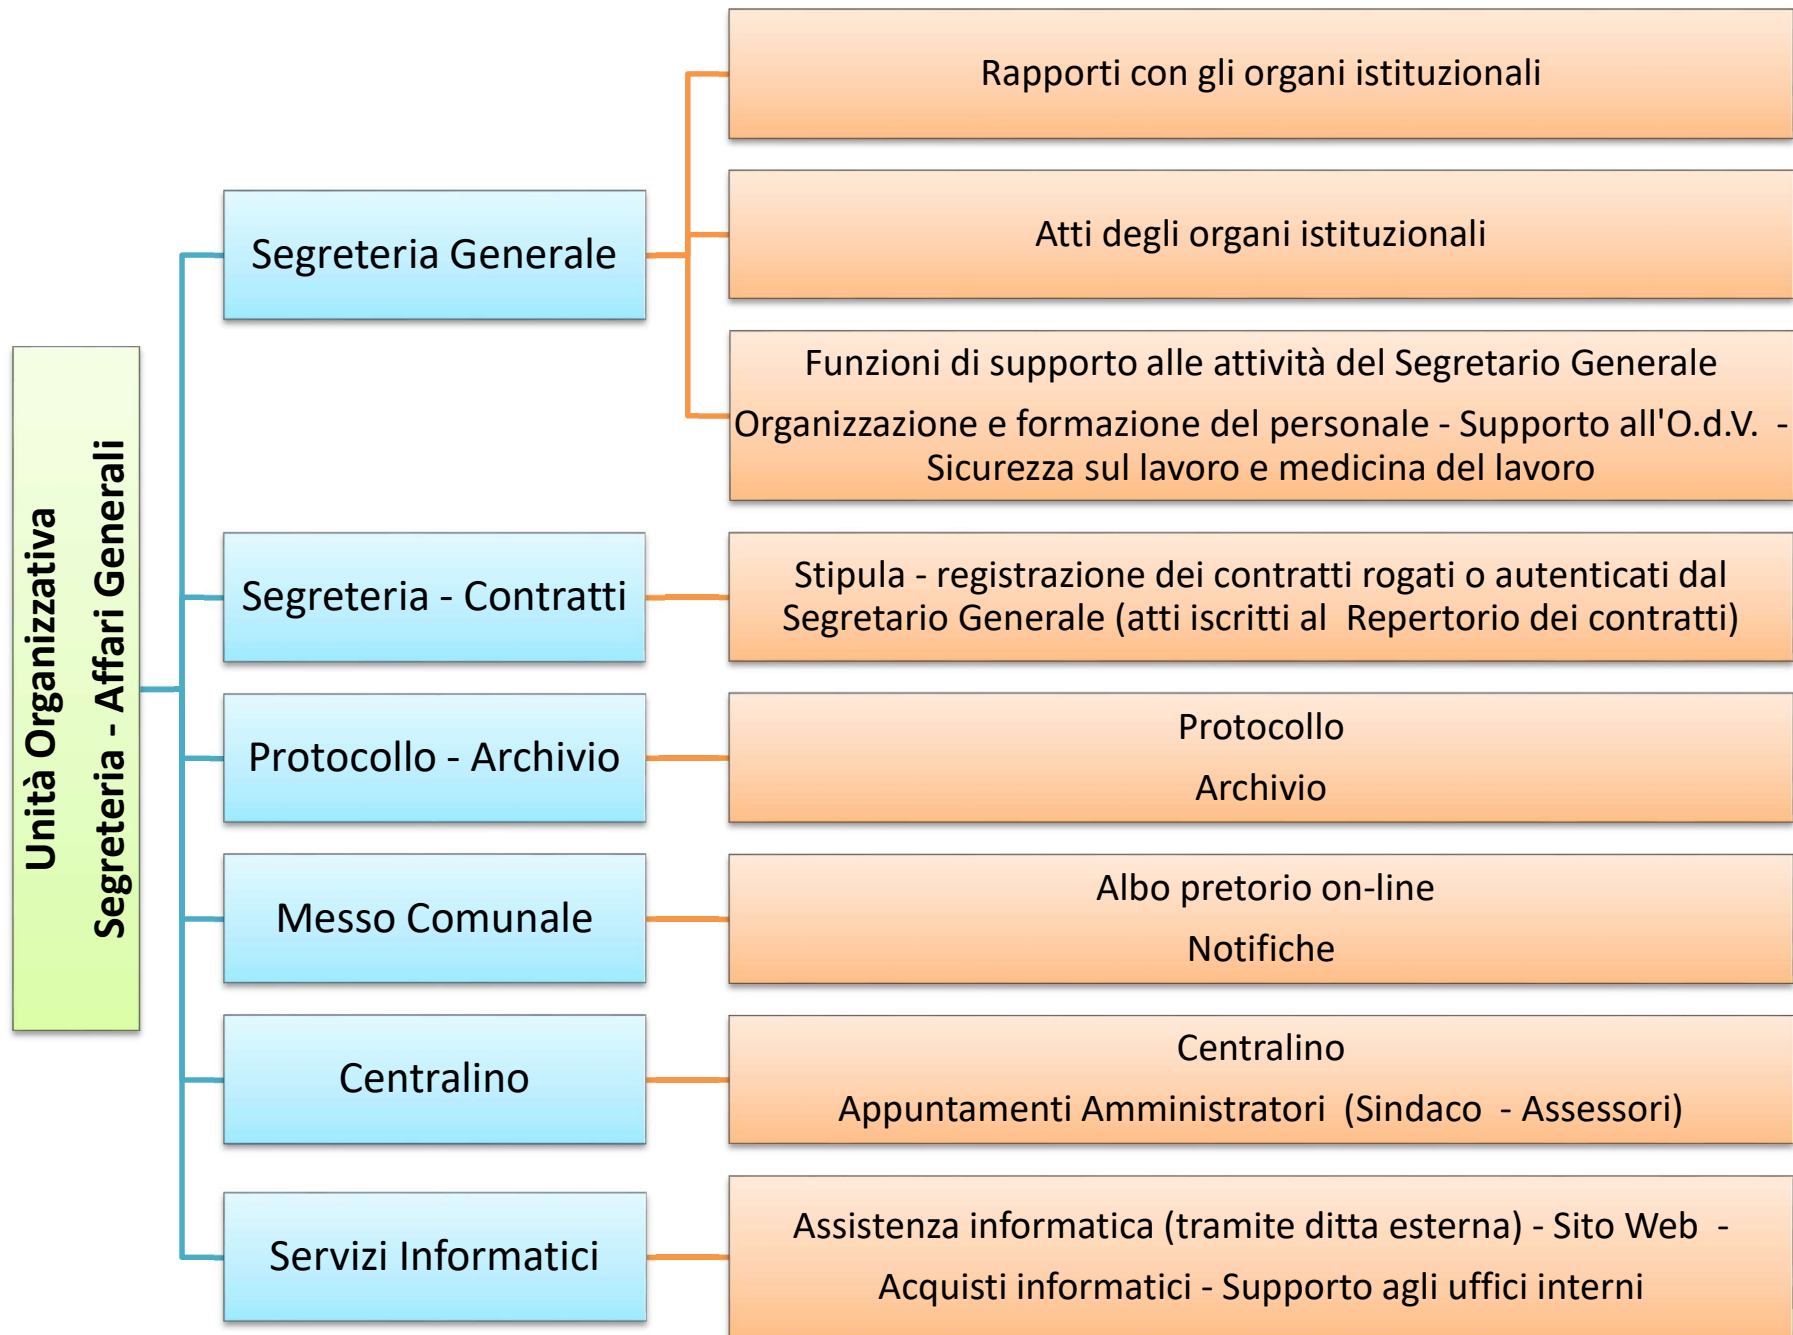 Unità Organizzativa
Segreteria - Affari Generali
Segreteria Generale
Rapporti con gli organi istituzionali
Atti degli organi istituzionali
Funzioni di supporto alle attività del Segretario Generale
Organizzazione e formazione del personale - Supporto all'O.d.V. -
Sicurezza sul lavoro e medicina del lavoro
Segreteria - Contratti
Stipula - registrazione dei contratti rogati o autenticati dal
Segretario Generale (atti iscritti al Repertorio dei contratti)
Protocollo - Archivio
Protocollo
Archivio
Messo Comunale
Albo pretorio on-line
Notifiche
Centralino
Centralino
Appuntamenti Amministratori (Sindaco - Assessori)
Servizi Informatici
Assistenza informatica (tramite ditta esterna) - Sito Web -
Acquisti informatici - Supporto agli uffici interni